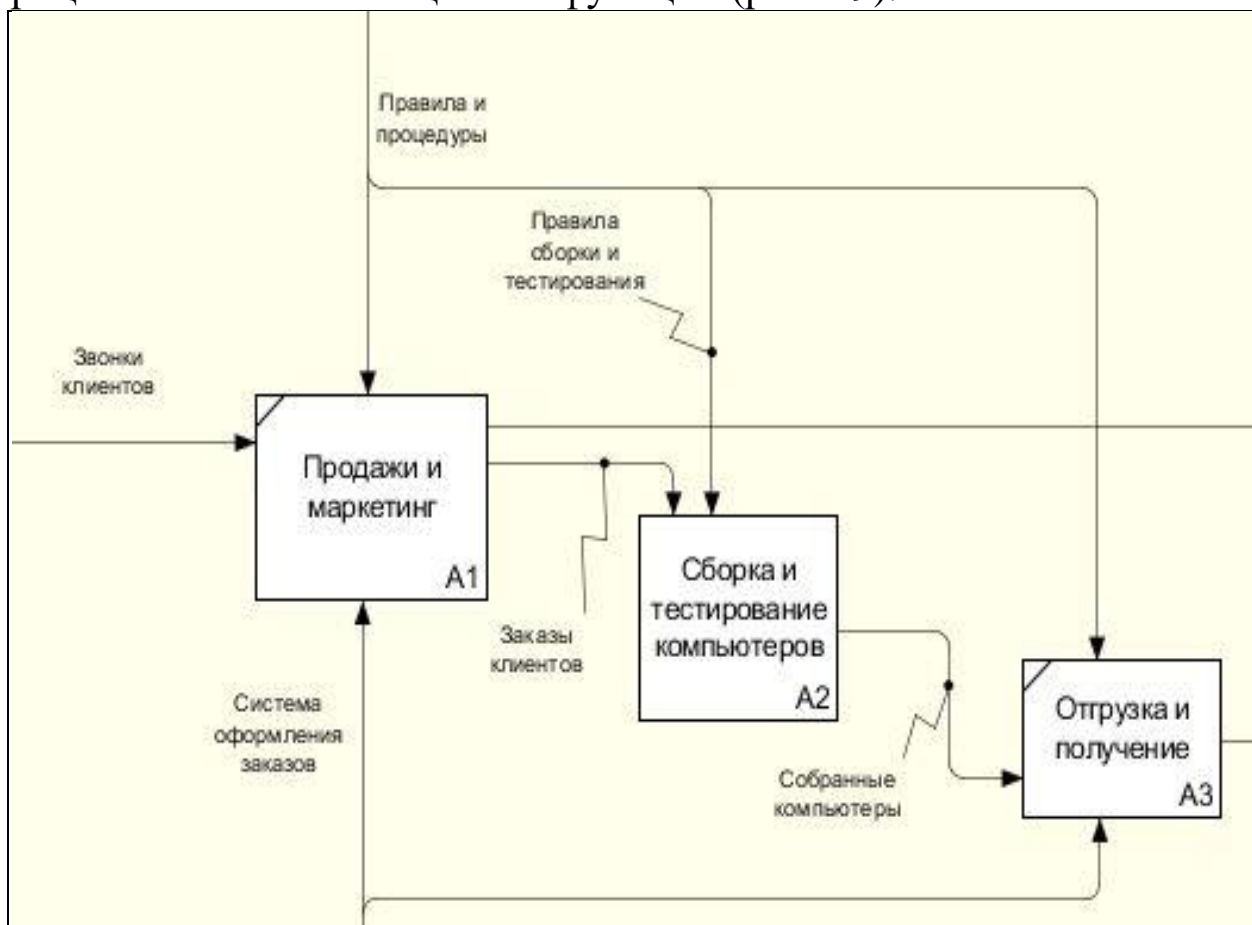 Правила и
процедуры
Правила
сборки и
тестирования
Звонки
клиентов
Продажи и
маркетинг
A1
Заказы
клиентов
Сборка и
тестирование
компьютеров
A2
Система
оформления
заказов
Собранные
компьютеры
Отгрузка и
получение
A3